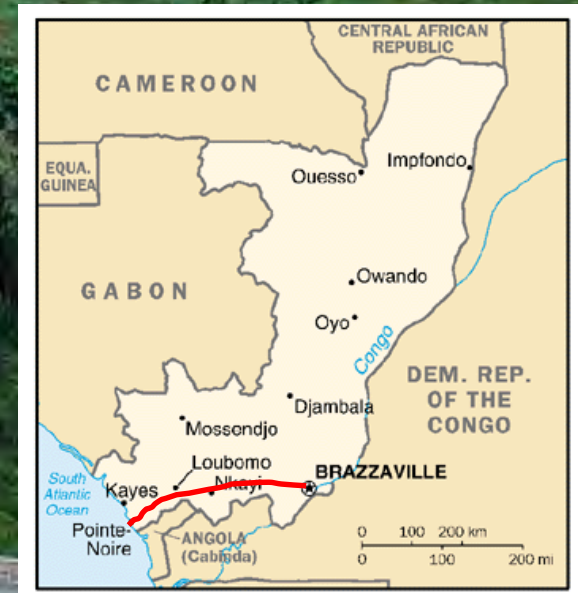 CENTRAL AFRICAN
REPUBLIC
CAMEROON
EQUA.
GUINEA
Ouesso
Impfondo
GABON
Owando
Oyo
Congo
DEM. REP.
OF THE
CONGO
Djambala
Mossendjo
Loubomo
BRAZZAVILLE
South
Atlantic
Ocean
Kayes
Nkayi
Pointe-
Noire
ANGOLA
(Cabinda)
0 100 200 km
0 100 200 mi